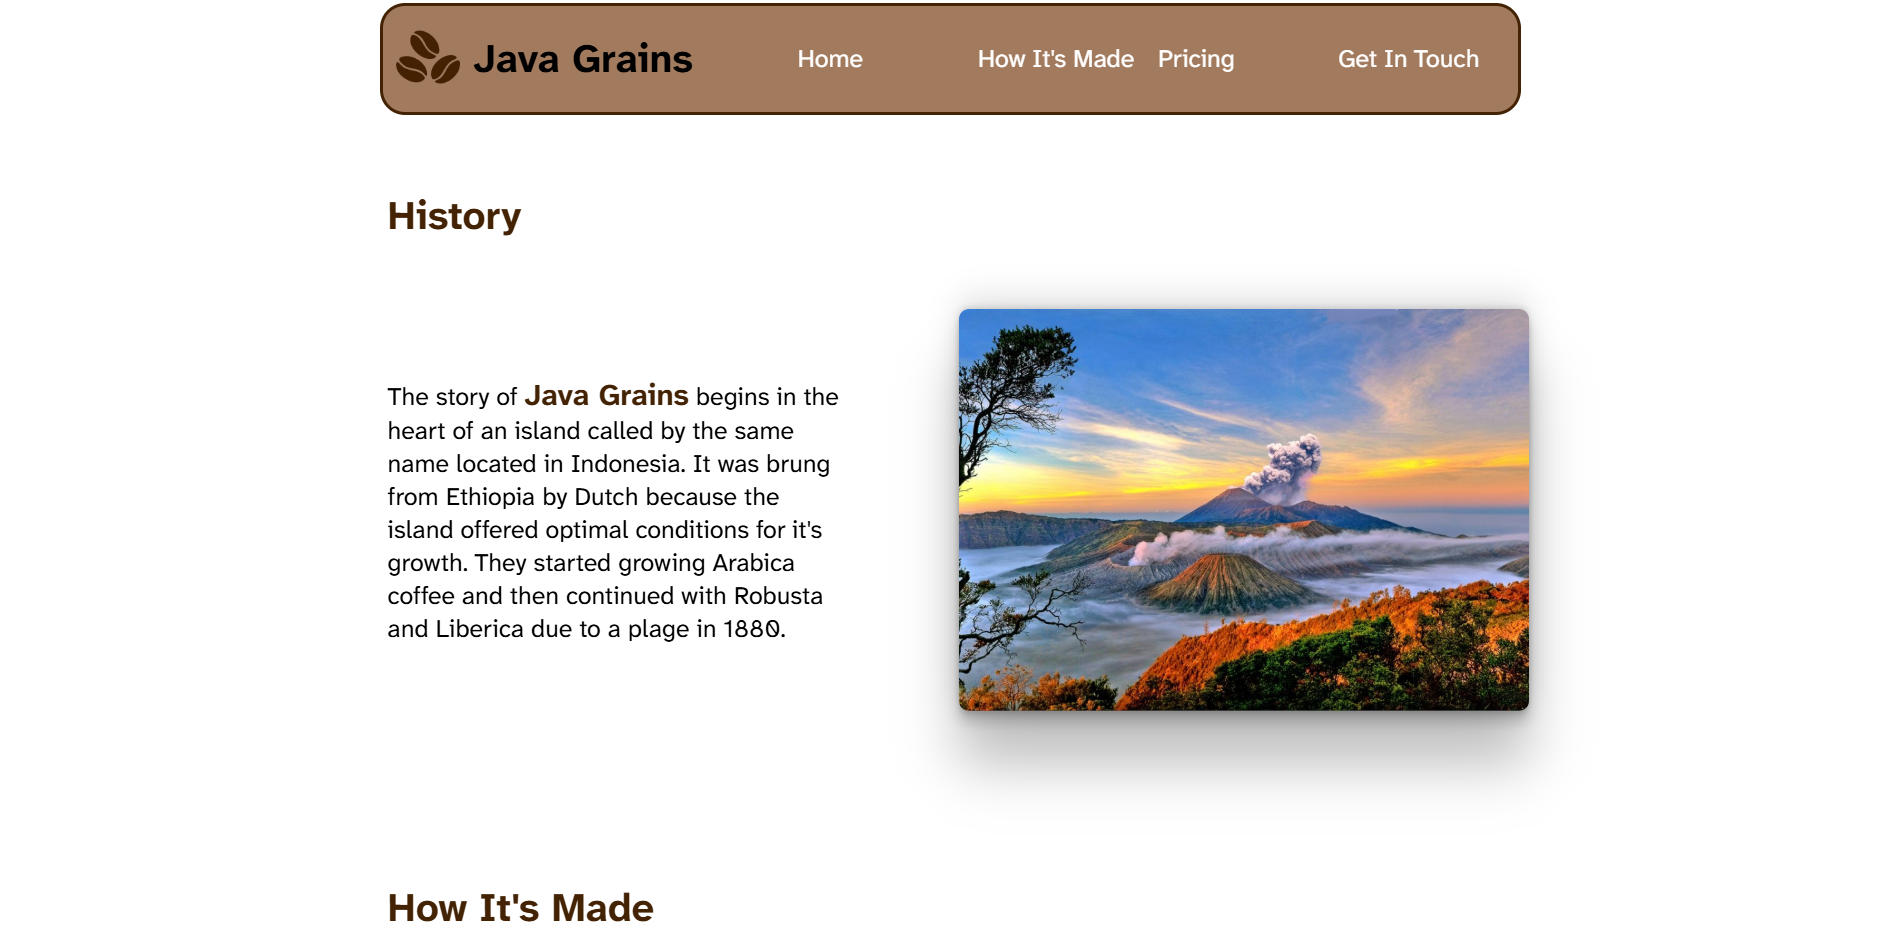 Java Grains Home How It's Made Pricing Get In Touch
History
The story of Java Grains begins in the
heart of an island called by the same
name located in Indonesia. It was brung
from Ethiopia by Dutch because the
island offered optimal conditions for it's
growth. They started growing Arabica
coffee and then continued with Robusta
and Liberica due to a plage in 1880.
How It's Made